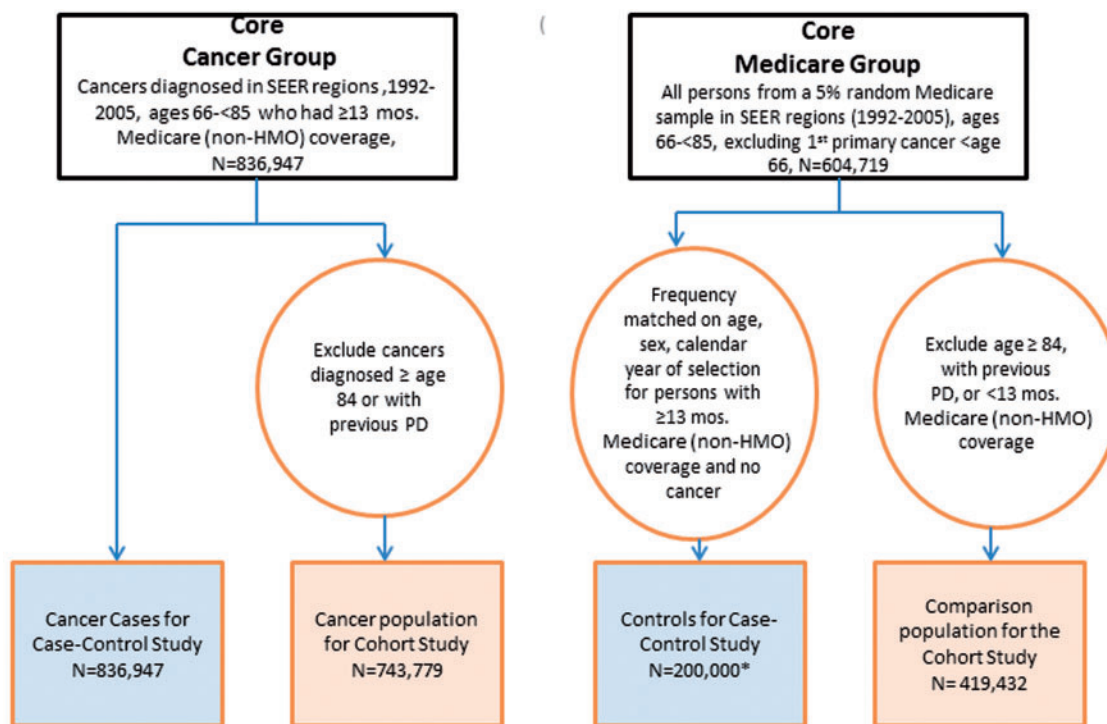 Core
Cancer Group
Cancers diagnosed in SEER regions ,1992-
2005, ages 66-<85 who had ≥13 mos.
Medicare (non-HMO) coverage,
N=836,947
(
Core
Medicare Group
All persons from a 5% random Medicare
sample in SEER regions (1992-2005), ages
66-<85, excluding 1st primary cancer <age
66, N=604,719
Exclude cancers
diagnosed ≥ age
84 or with
previous PD
Frequency
matched on age,
sex, calendar
year of selection
for persons with
≥13 mos.
Medicare (non-HMO)
coverage and no
cancer
Exclude age ≥ 84,
with previous
PD, or <13 mos.
Medicare (non-HMO)
coverage
Cancer Cases for
Case-Control Study
N=836,947
Cancer population
for Cohort Study
N=743,779
Controls for Case-
Control Study
N=200,000*
Comparison
population for the
Cohort Study
N= 419,432